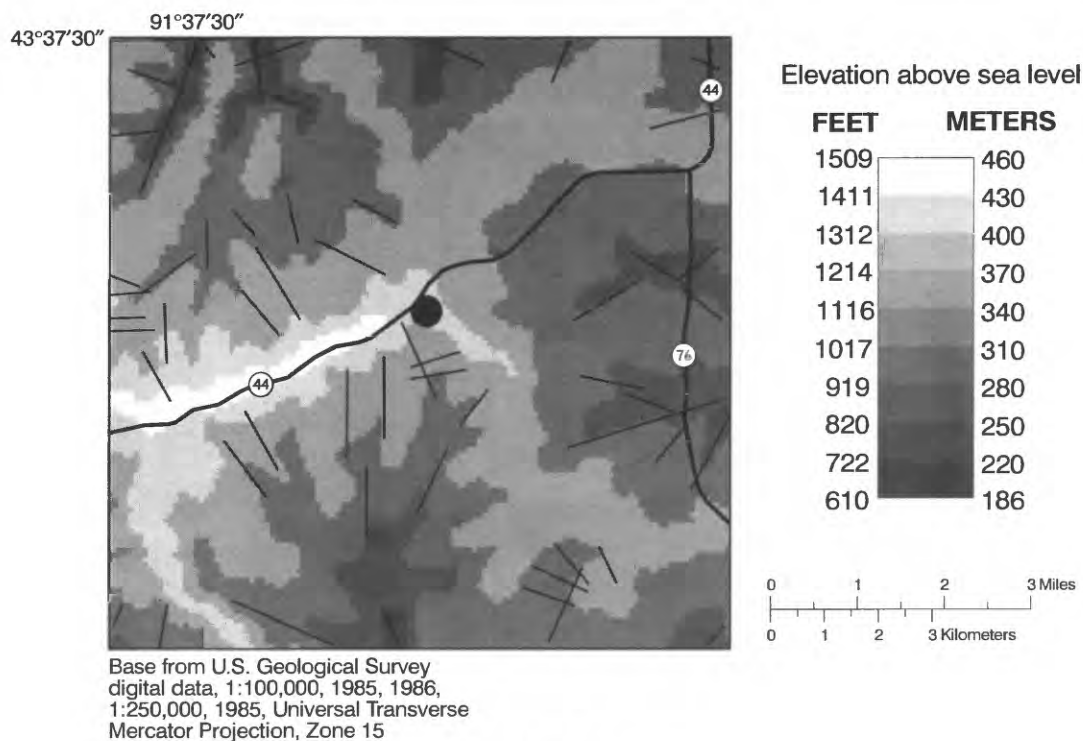 91°37'30"
43°37'30"
44
76
44
Elevation above sea level
FEET METERS
1509 460
1411 430
1312 400
1214 370
1116 340
1017 310
919 280
820 250
722 220
610 186
0 1 2 3 Miles
0 1 2 3 Kilometers
Base from U.S. Geological Survey
digital data, 1:100,000, 1985, 1986,
1:250,000, 1985, Universal Transverse
Mercator Projection, Zone 15